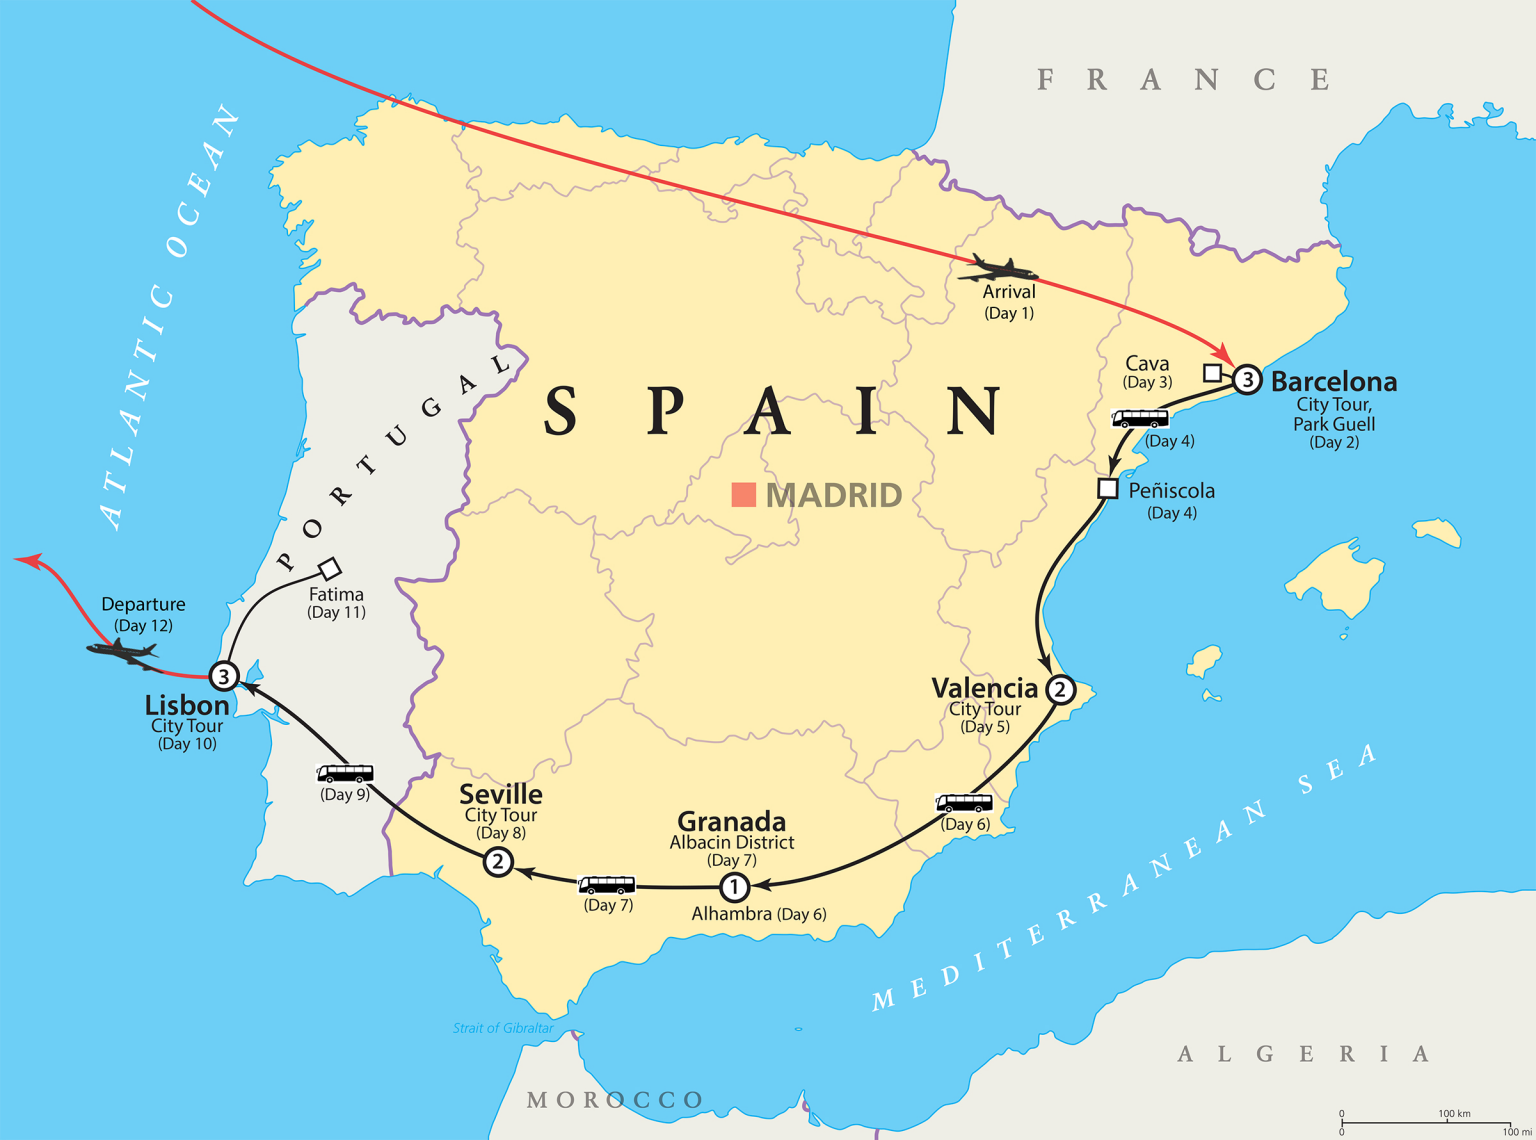 FRANCE
ATLANTIC OCEAN
Arrival
(Day 1)
SPAIN
PORTUGAL
MADRID
Cava
(Day 3)
3
Barcelona
City Tour,
Park Guell
(Day 2)
(Day 4)
Peñiscola
(Day 4)
Departure
(Day 12)
Fatima
(Day 11)
3
Lisbon
City Tour
(Day 10)
Valencia
City Tour
(Day 5)
2
(Day 9)
Seville
City Tour
(Day 8)
2
Granada
Albacin District
(Day 7)
1
Alhambra (Day 6)
(Day 7)
(Day 6)
MEDITERRANEAN SEA
Strait of Gibraltar
MOROCCO
ALGERIA
0 100 km
0 100 mi